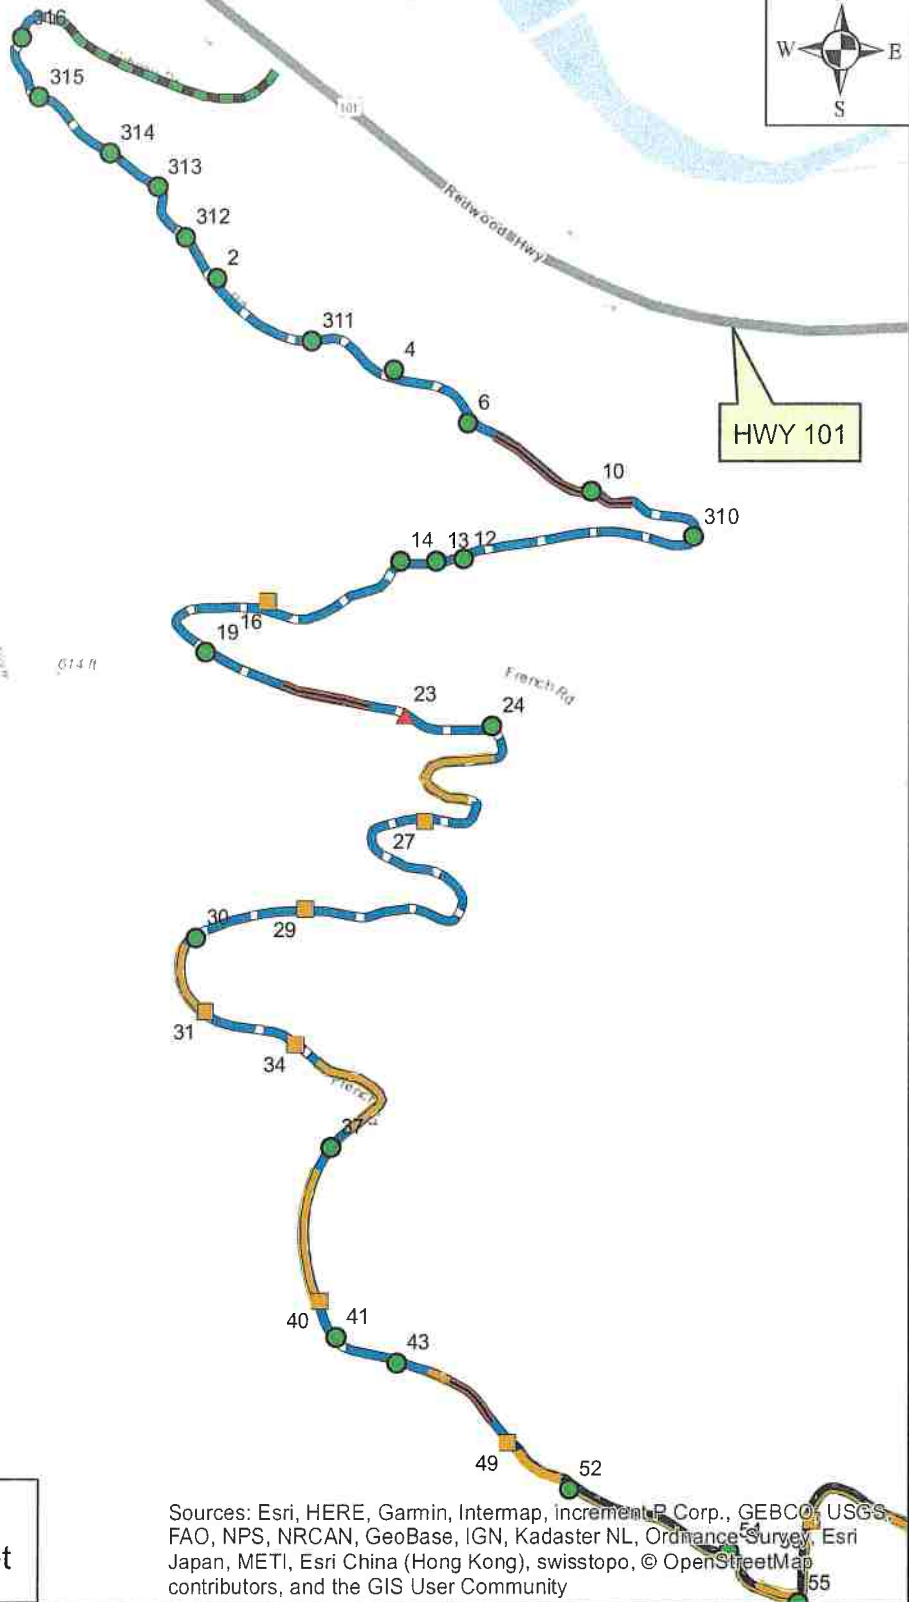 316
W E
S
315
101
314
313
Redwood Hwy
312
2
311
4
6
HWY 101
10
310
14 13 12
16
19
614 ft
French Rd
23
24
27
30
29
31
34
37
40
41
43
49
52
Sources: Esri, HERE, Garmin, Intermap, increment P Corp., GEBCO, USGS,
FAO, NPS, NRCAN, GeoBase, IGN, Kadaster NL, Ordnance Survey, Esri
Japan, METI, Esri China (Hong Kong), swisstopo, © OpenStreetMap
contributors, and the GIS User Community
54
55